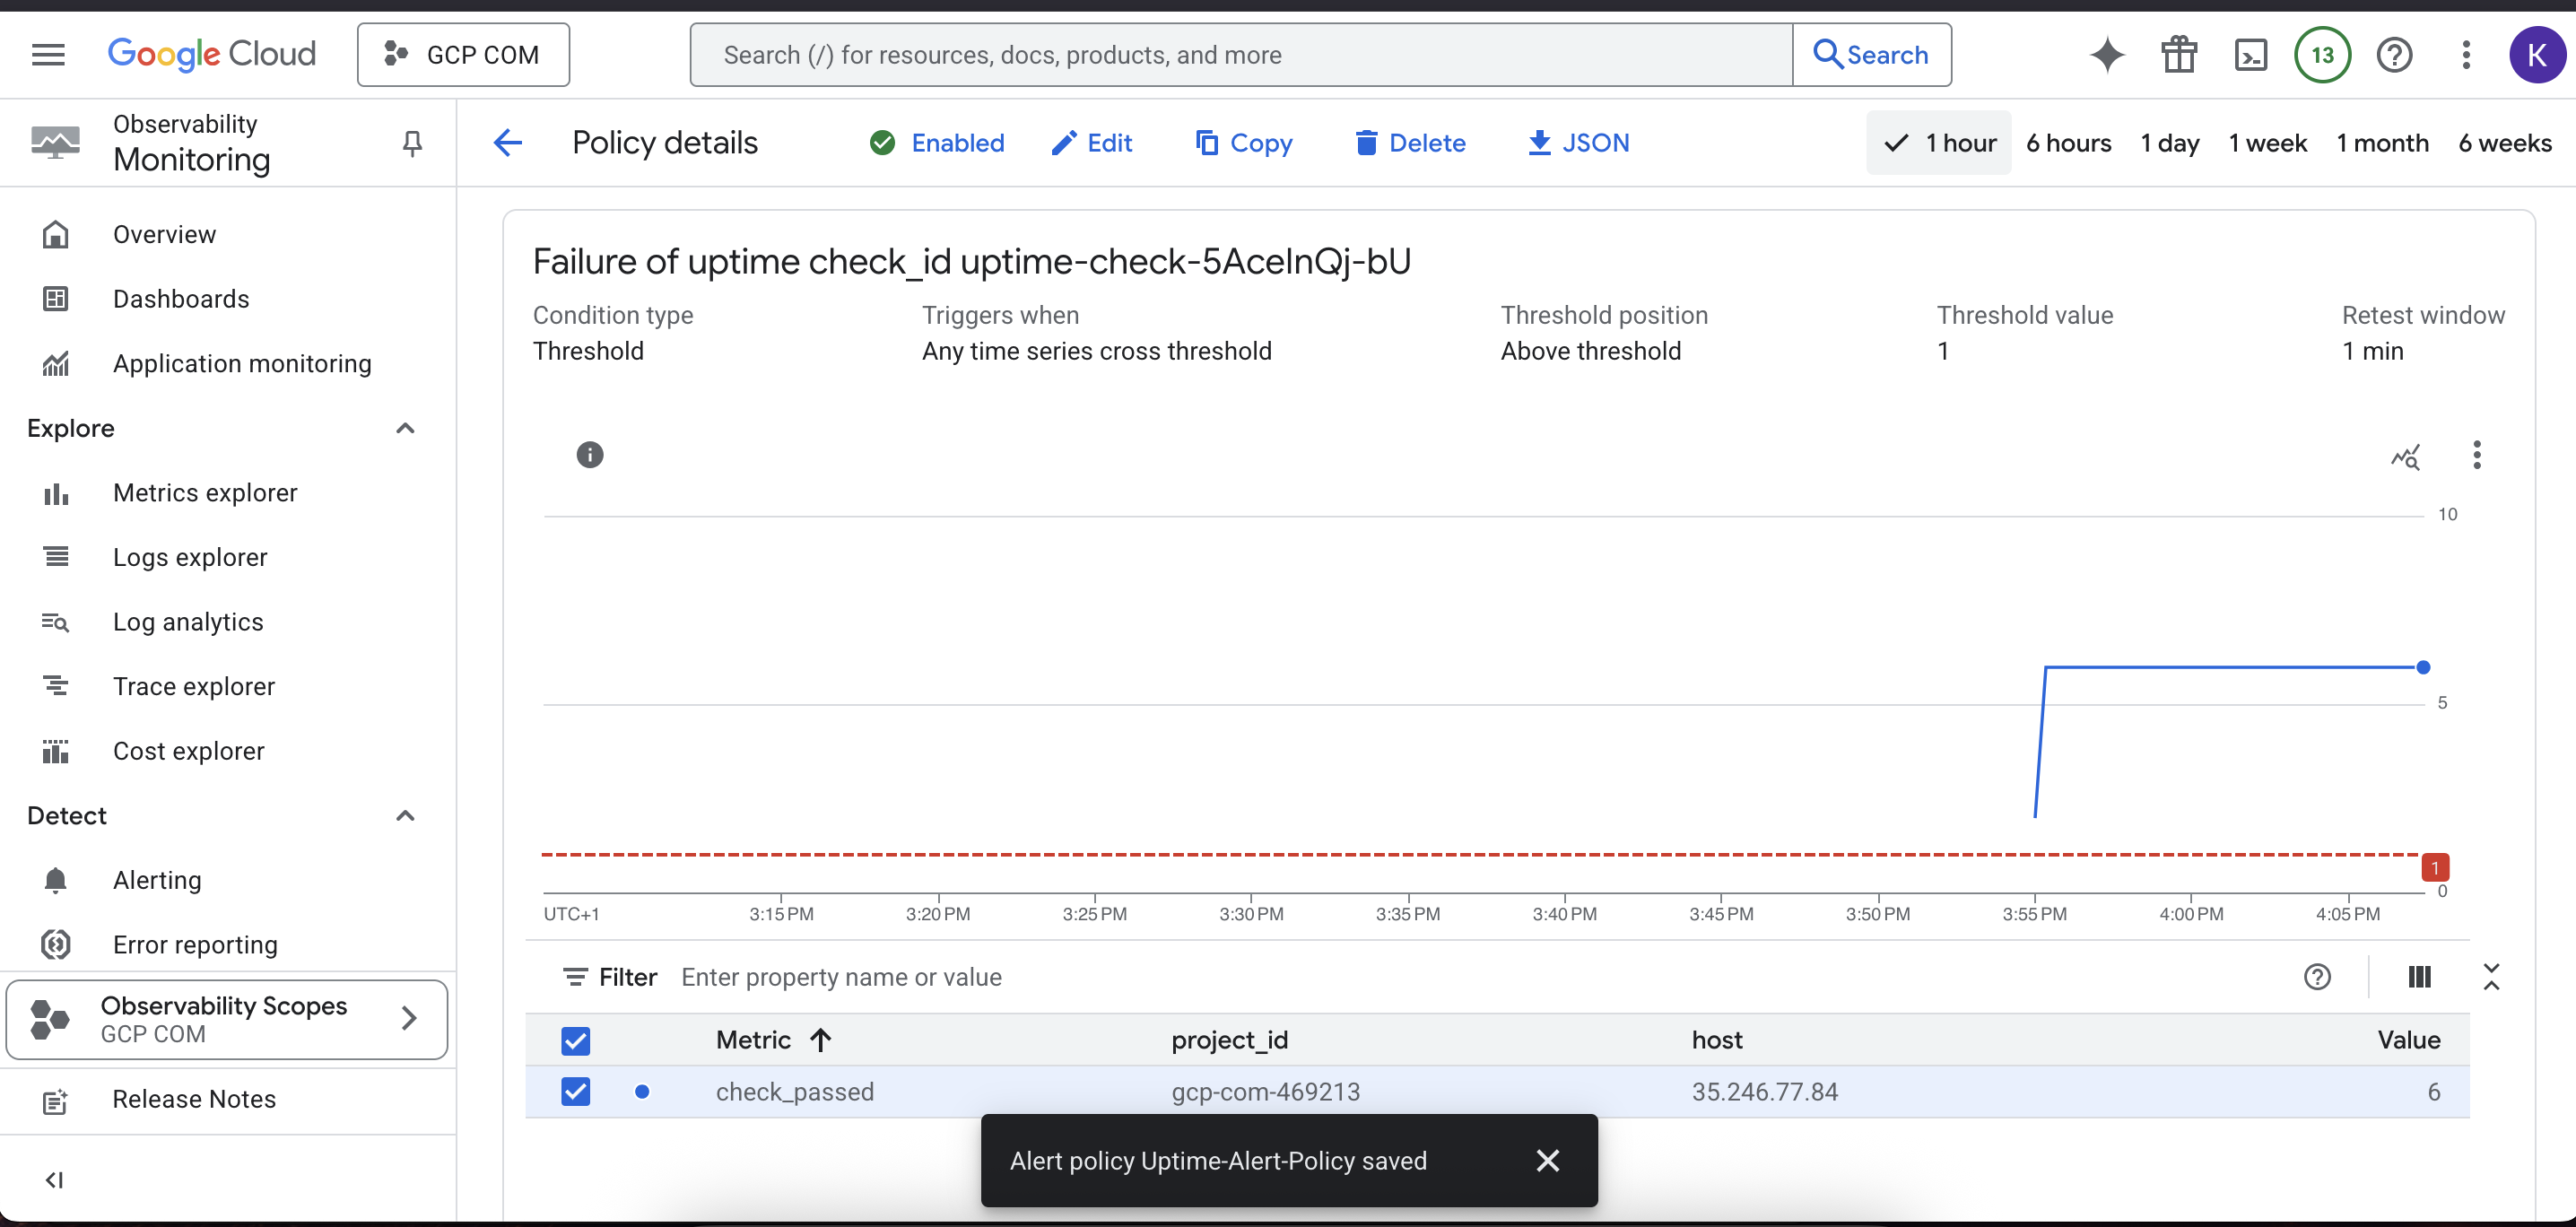 Google Cloud
GCP COM
Search (/) for resources, docs, products, and more
Search
13
K
Observability
Monitoring
Policy details
Enabled
Edit
Copy
Delete
JSON
1 hour
6 hours
1 day
1 week
1 month
6 weeks
Overview
Dashboards
Application monitoring
Explore
Metrics explorer
Logs explorer
Log analytics
Trace explorer
Cost explorer
Detect
Alerting
Error reporting
Observability Scopes
GCP COM
Release Notes
Failure of uptime check_id uptime-check-5AceInQj-bU
Condition type
Threshold
Triggers when
Any time series cross threshold
Threshold position
Above threshold
Threshold value
1
Retest window
1 min
10
5
1
0
UTC+1 3:15 PM 3:20 PM 3:25 PM 3:30 PM 3:35 PM 3:40 PM 3:45 PM 3:50 PM 3:55 PM 4:00 PM 4:05 PM
Filter Enter property name or value
Metric project_id host Value
check_passed gcp-com-469213 35.246.77.84 6
Alert policy Uptime-Alert-Policy saved